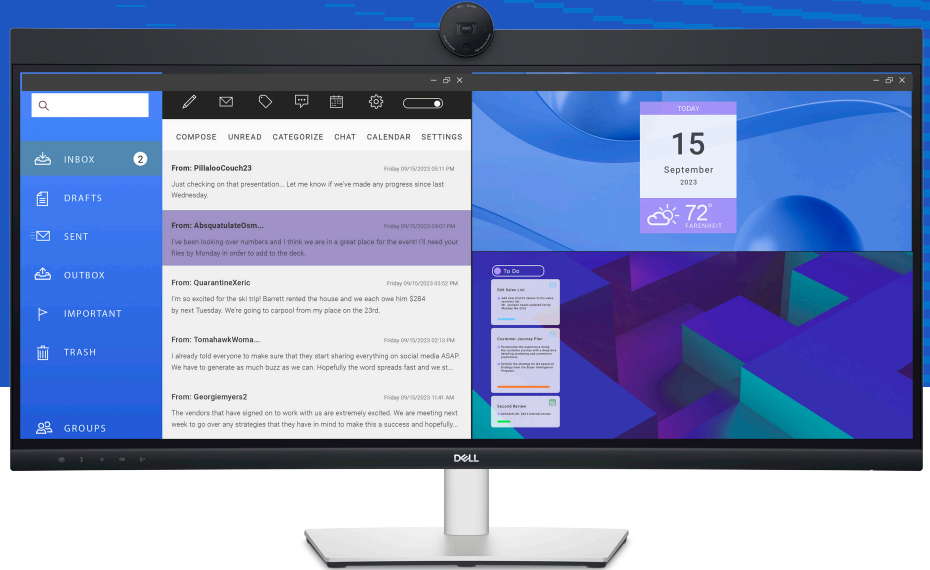 INBOX
2
DRAFTS
SENT
OUTBOX
IMPORTANT
TRASH
GROUPS
COMPOSE UNREAD CATEGORIZE CHAT CALENDAR SETTINGS
From: PillalooCouch23
Friday 09/15/2023 05:11 PM
Just checking on that presentation... Let me know if we've made any progress since last
Wednesday.
From: AbsquatulateOsm...
Friday 09/15/2023 04:07 PM
I've been looking over numbers and I think we are in a great place for the event! I'll need your
files by Monday in order to add to the deck.
From: QuarantineXeric
Friday 09/15/2023 03:52 PM
I'm so excited for the ski trip! Barrett rented the house and we each owe him $284
by next Tuesday. We're going to carpool from my place on the 23rd.
From: TomahawkWoma...
Friday 09/15/2023 02:13 PM
I already told everyone to make sure that they start sharing everything on social media ASAP.
We have to generate as much buzz as we can. Hopefully the word spreads fast and we st...
From: Georgiemyers2
Friday 09/15/2023 11:41 AM
The vendors that have signed on to work with us are extremely excited. We are meeting next
week to go over any strategies that they have in mind to make this a success and hopefully...
TODAY
15
September
2023
72°
FARENHEIT
To Do
Edit Sales List
Customer Journey Plan
Second Review
DELL